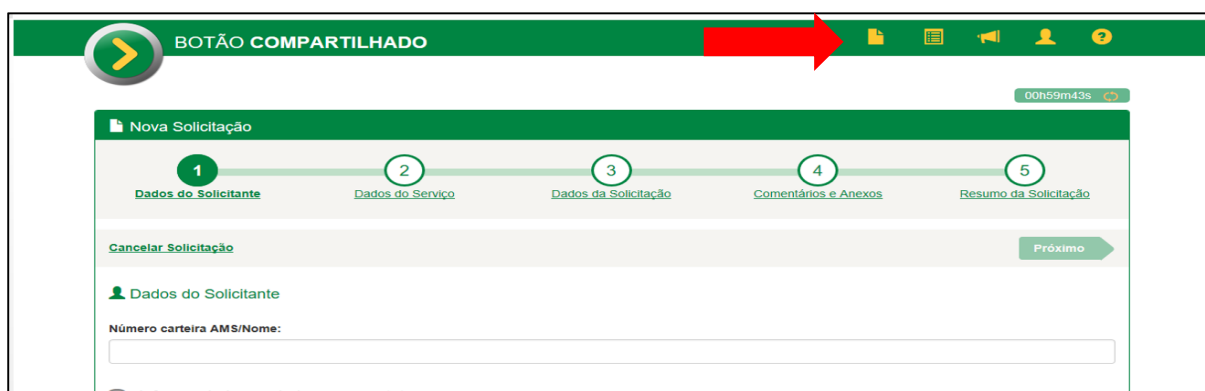 BOTÃO COMPARTILHADO
?
00h59m43s
Nova Solicitação
1 2 3 4 5
Dados do Solicitante Dados do Serviço Dados da Solicitação Comentários e Anexos Resumo da Solicitação
Cancelar Solicitação Próximo
Dados do Solicitante
Número carteira AMS/Nome: